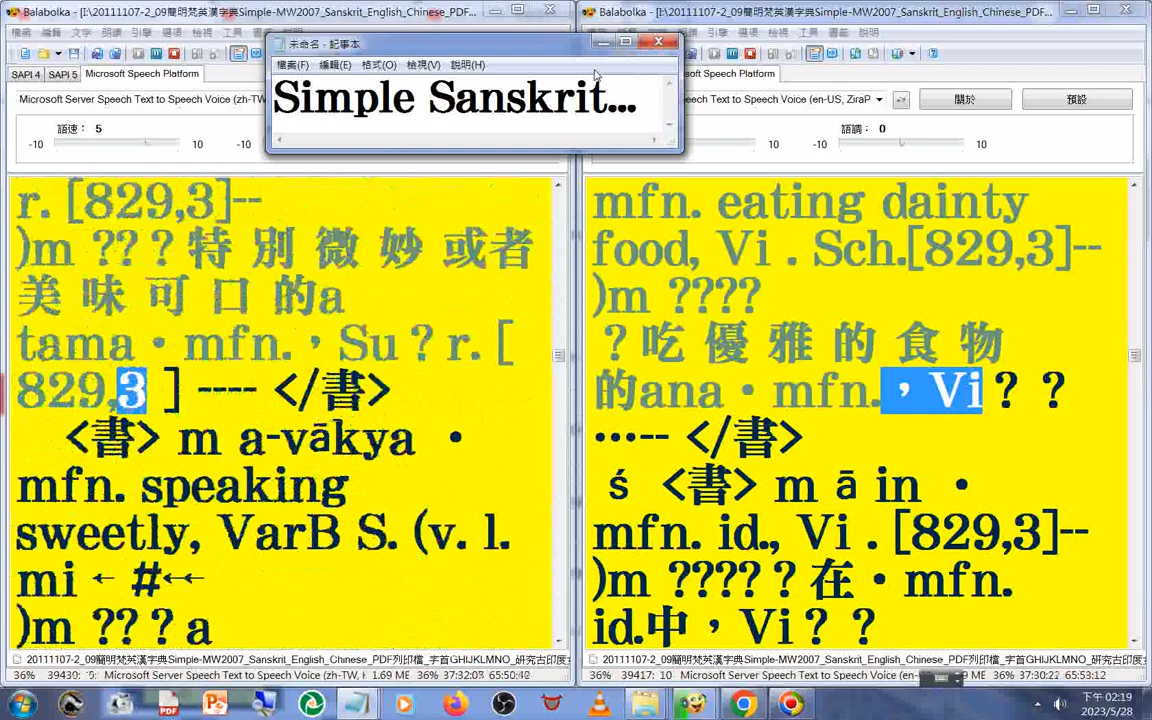 Balabolka - [I:\20111107-2_09簡明梵英漢字典Simple-MW2007_Sanskrit_English_Chinese_PDF...
Balabolka - [I:\20111107-2_09簡明梵英漢字典Simple-MW2007_Sanskrit_English_Chinese_PDF...
未命名 - 記事本
檔案(F) 編輯(E) 格式(O) 檢視(V) 說明(H)
Simple Sanskrit...
SAPI 4 SAPI 5 Microsoft Speech Platform
rosoft Speech Platform
Microsoft Server Speech Text to Speech Voice (zh-TW
eech Text to Speech Voice (en-US, ZiraP
關於 預設
語速： 5
-10 10 -10
語調： 0
10 -10 10
r. [829,3]--
)m ?? ? 特 別 微 妙 或者
美 味 可 口 的a
tama・mfn.，Su？r. [
829,3 ] ---- </書>
<書> m a-vākya ・
mfn. speaking
sweetly, VarB S. (v. l.
mi ← #←←
)m ?? ? a
mfn. eating dainty
food, Vi . Sch.[829,3]--
)m ????
？吃 優 雅 的 食 物
的ana・mfn.，Vi？？
…-- </書>
ś <書> m ā in ・
mfn. id., Vi . [829,3]--
)m ????？在・mfn.
id.中，Vi？？
20111107-2_09簡明梵英漢字典Simple-MW2007_Sanskrit_English_Chinese_PDF列印檔_字首GHIJKLMNO_研究古印度
20111107-2_09簡明梵英漢字典Simple-MW2007_Sanskrit_English_Chinese_PDF列印檔_字首GHIJKLMNO_研究古印度
Microsoft Server Speech Text to Speech Voice (zh-TW, 1.69 MB 36% 37:32:07 65:50:48
36% 39417: 10 Microsoft Server Speech Text to Speech Voice 36% 37:30:22 65:53:12
下午 02:19
2023/5/28